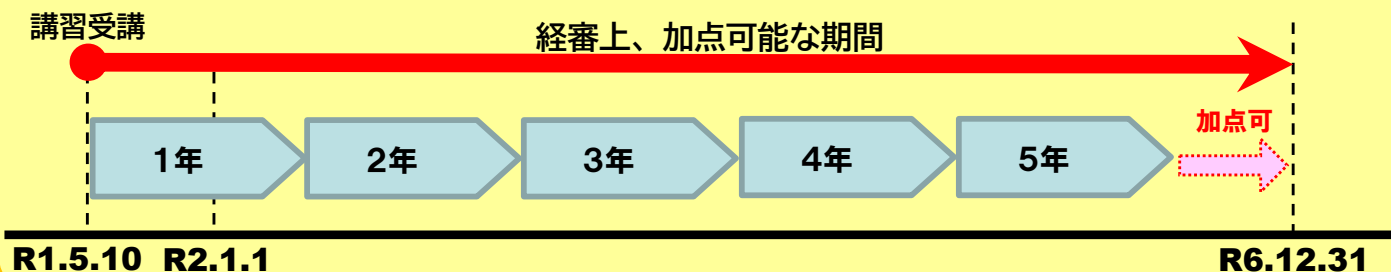 講習受講
経審上、加点可能な期間
加点可
1年
2年
3年
4年
5年
R1.5.10
R2.1.1
R6.12.31